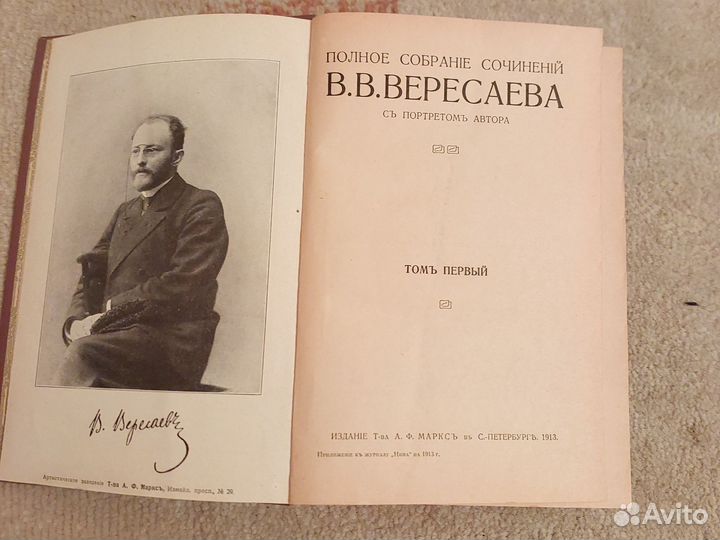 В. Вересаевъ
Артистическое заведеніе Т-ва А. Ф. Марксъ, Измайл. просп., № 29.
ПОЛНОЕ СОБРАНІЕ СОЧИНЕНІЙ
В. В. ВЕРЕСАЕВА
СЪ ПОРТРЕТОМЪ АВТОРА
ТОМЪ ПЕРВЫЙ
ИЗДАНІЕ Т-ва А. Ф. МАРКСЪ въ С.-ПЕТЕРБУРГѢ. 1913.
Приложеніе къ журналу „Нива“ на 1913 г.
Avito